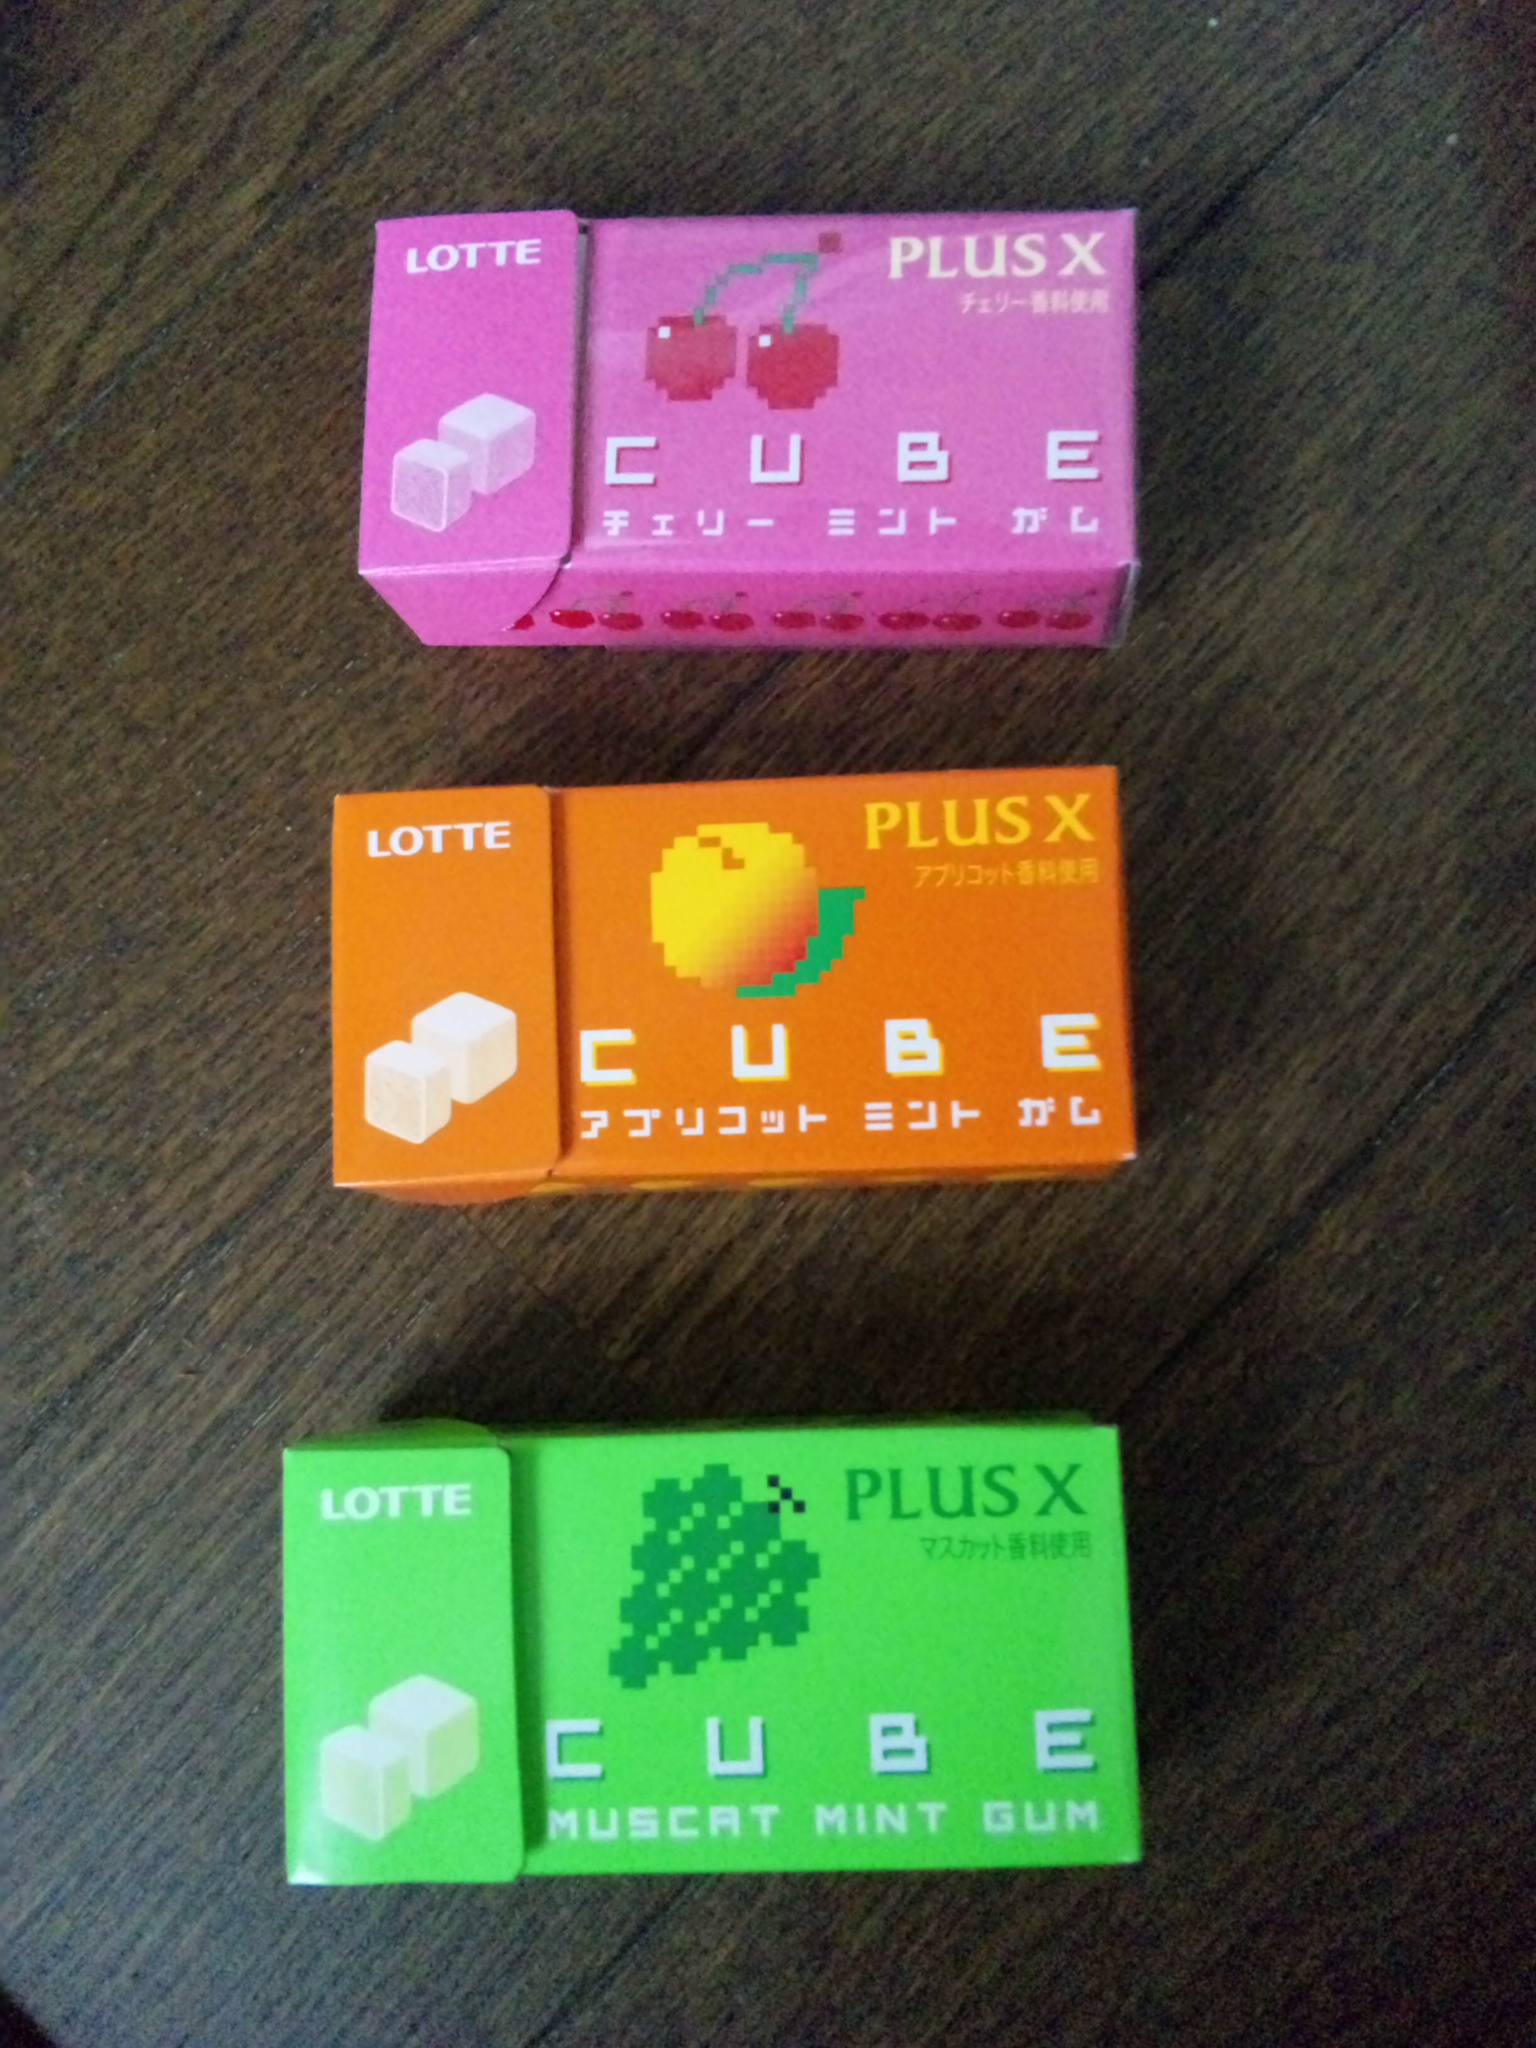 LOTTE
PLUS X
チェリー香料使用
CUBE
チェリー ミント ガム
LOTTE
PLUS X
アプリコット香料使用
CUBE
アプリコット ミント ガム
LOTTE
PLUS X
マスカット香料使用
CUBE
MUSCAT MINT GUM